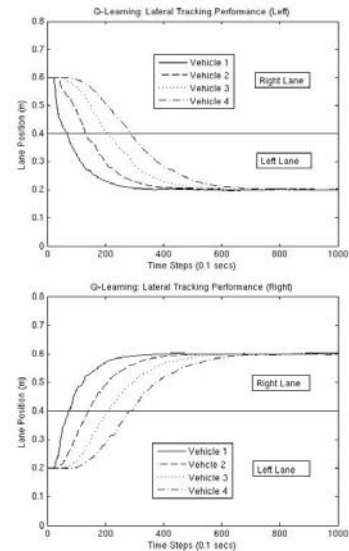 Q-Learning: Lateral Tracking Performance (Left)
0.8
0.7
0.6
0.5
0.4
0.3
0.2
0.1
0
Lane Position (m)
Vehicle 1
Vehicle 2
Vehicle 3
Vehicle 4
Right Lane
Left Lane
0 200 400 600 800 1000
Time Steps (0.1 secs)
Q-Learning: Lateral Tracking Performance (Right)
0.8
0.7
0.6
0.5
0.4
0.3
0.2
0.1
0
Lane Position (m)
Right Lane
Left Lane
Vehicle 1
Vehcle 2
Vehicle 3
Vehicle 4
0 200 400 600 800 1000
Time Steps (0.1 secs)